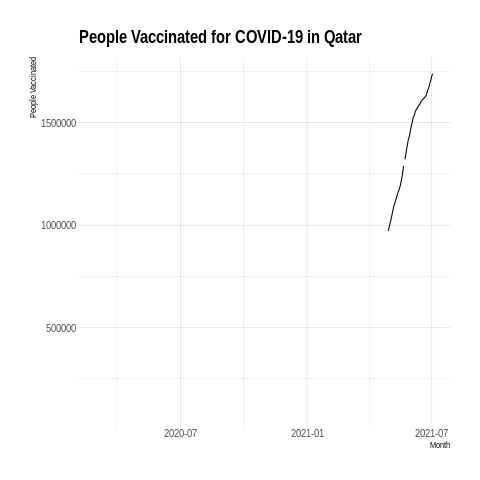 People Vaccinated for COVID-19 in Qatar
People Vaccinated
1500000
1000000
500000
2020-07
2021-01
2021-07
Month